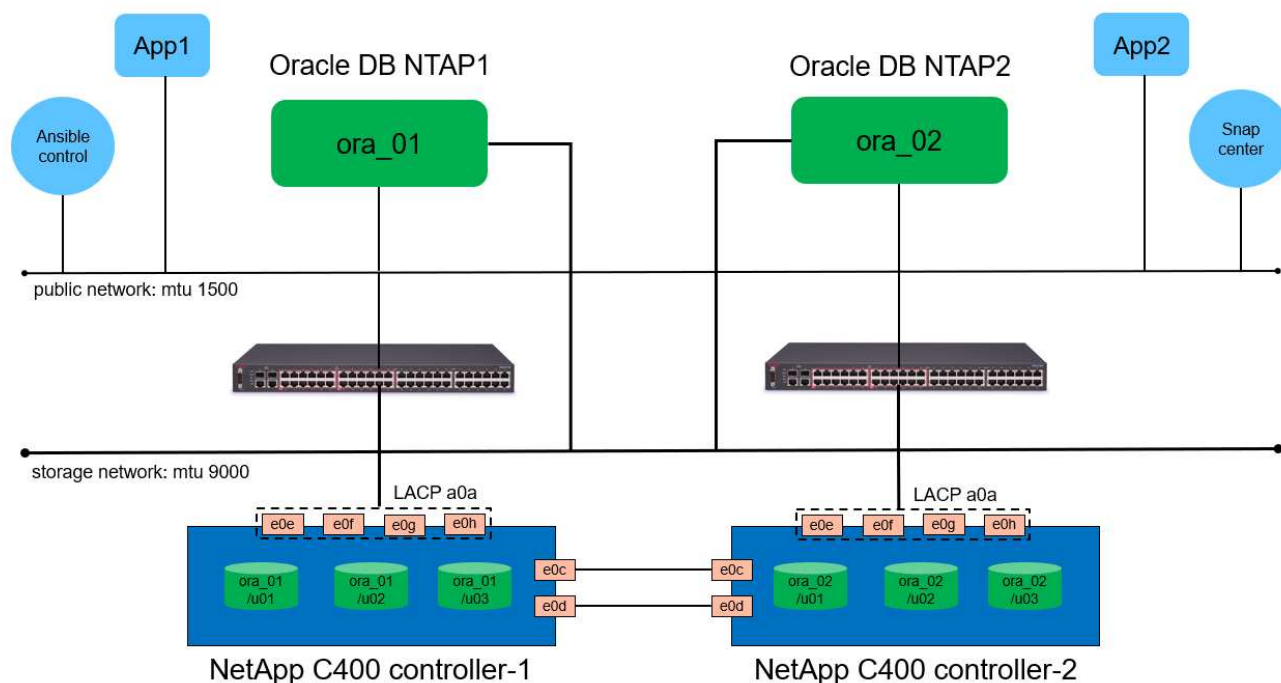 App1
App2
Oracle DB NTAP1
Oracle DB NTAP2
Ansible
control
ora_01
ora_02
Snap
center
public network: mtu 1500
storage network: mtu 9000
LACP a0a
LACP a0a
e0e
e0f
e0g
e0h
e0e
e0f
e0g
e0h
ora_01
/u01
ora_01
/u02
ora_01
/u03
e0c
e0d
e0c
e0d
ora_02
/u01
ora_02
/u02
ora_02
/u03
NetApp C400 controller-1
NetApp C400 controller-2